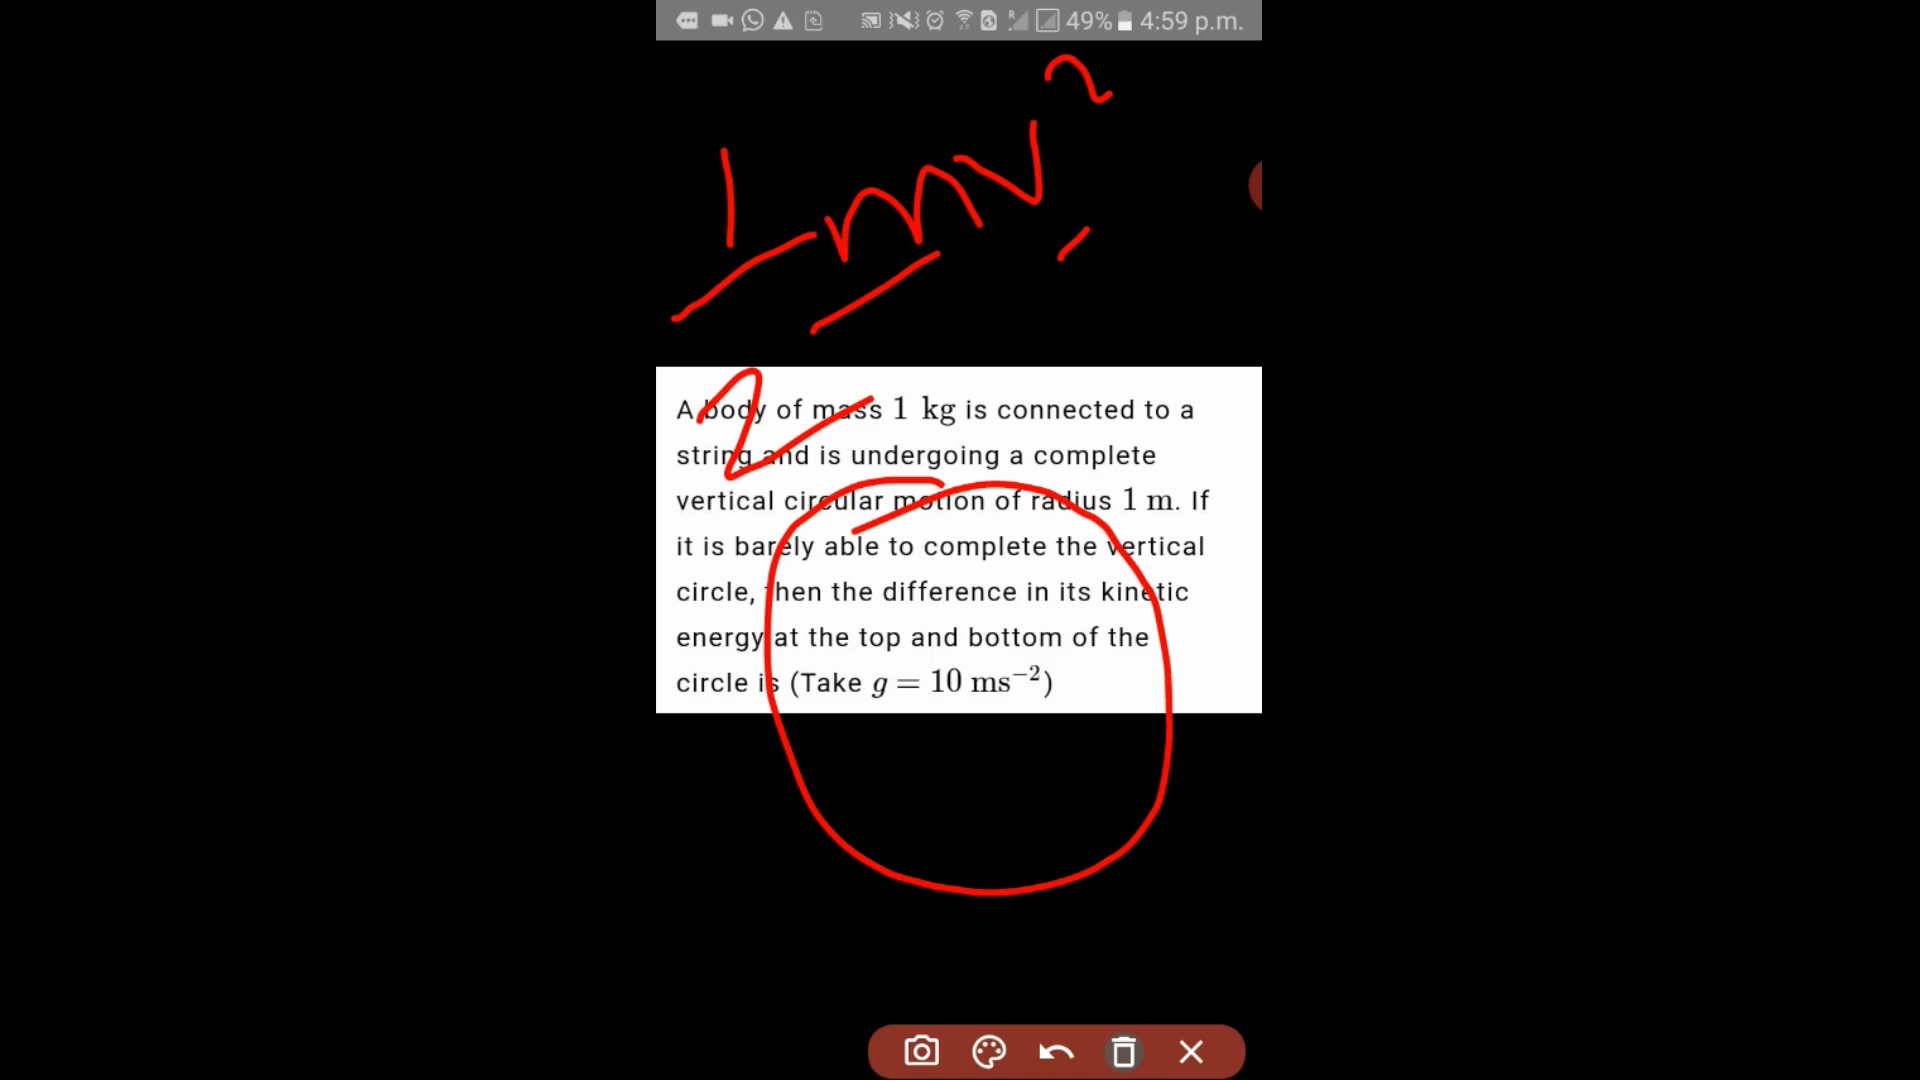 49% 4:59 p.m.
1 mv2
2
A body of mass 1 kg is connected to a
string and is undergoing a complete
vertical circular motion of radius 1 m. If
it is barely able to complete the vertical
circle, then the difference in its kinetic
energy at the top and bottom of the
circle is (Take g = 10 ms−2)